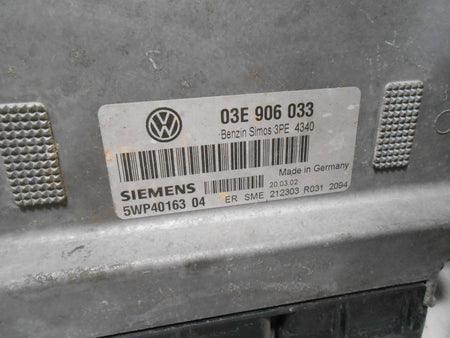 03E 906 033
Benzin Simos 3PE 4340
Made in Germany
SIEMENS
20.03.02
5WP40163 04
ER SME 212303 R031 2094